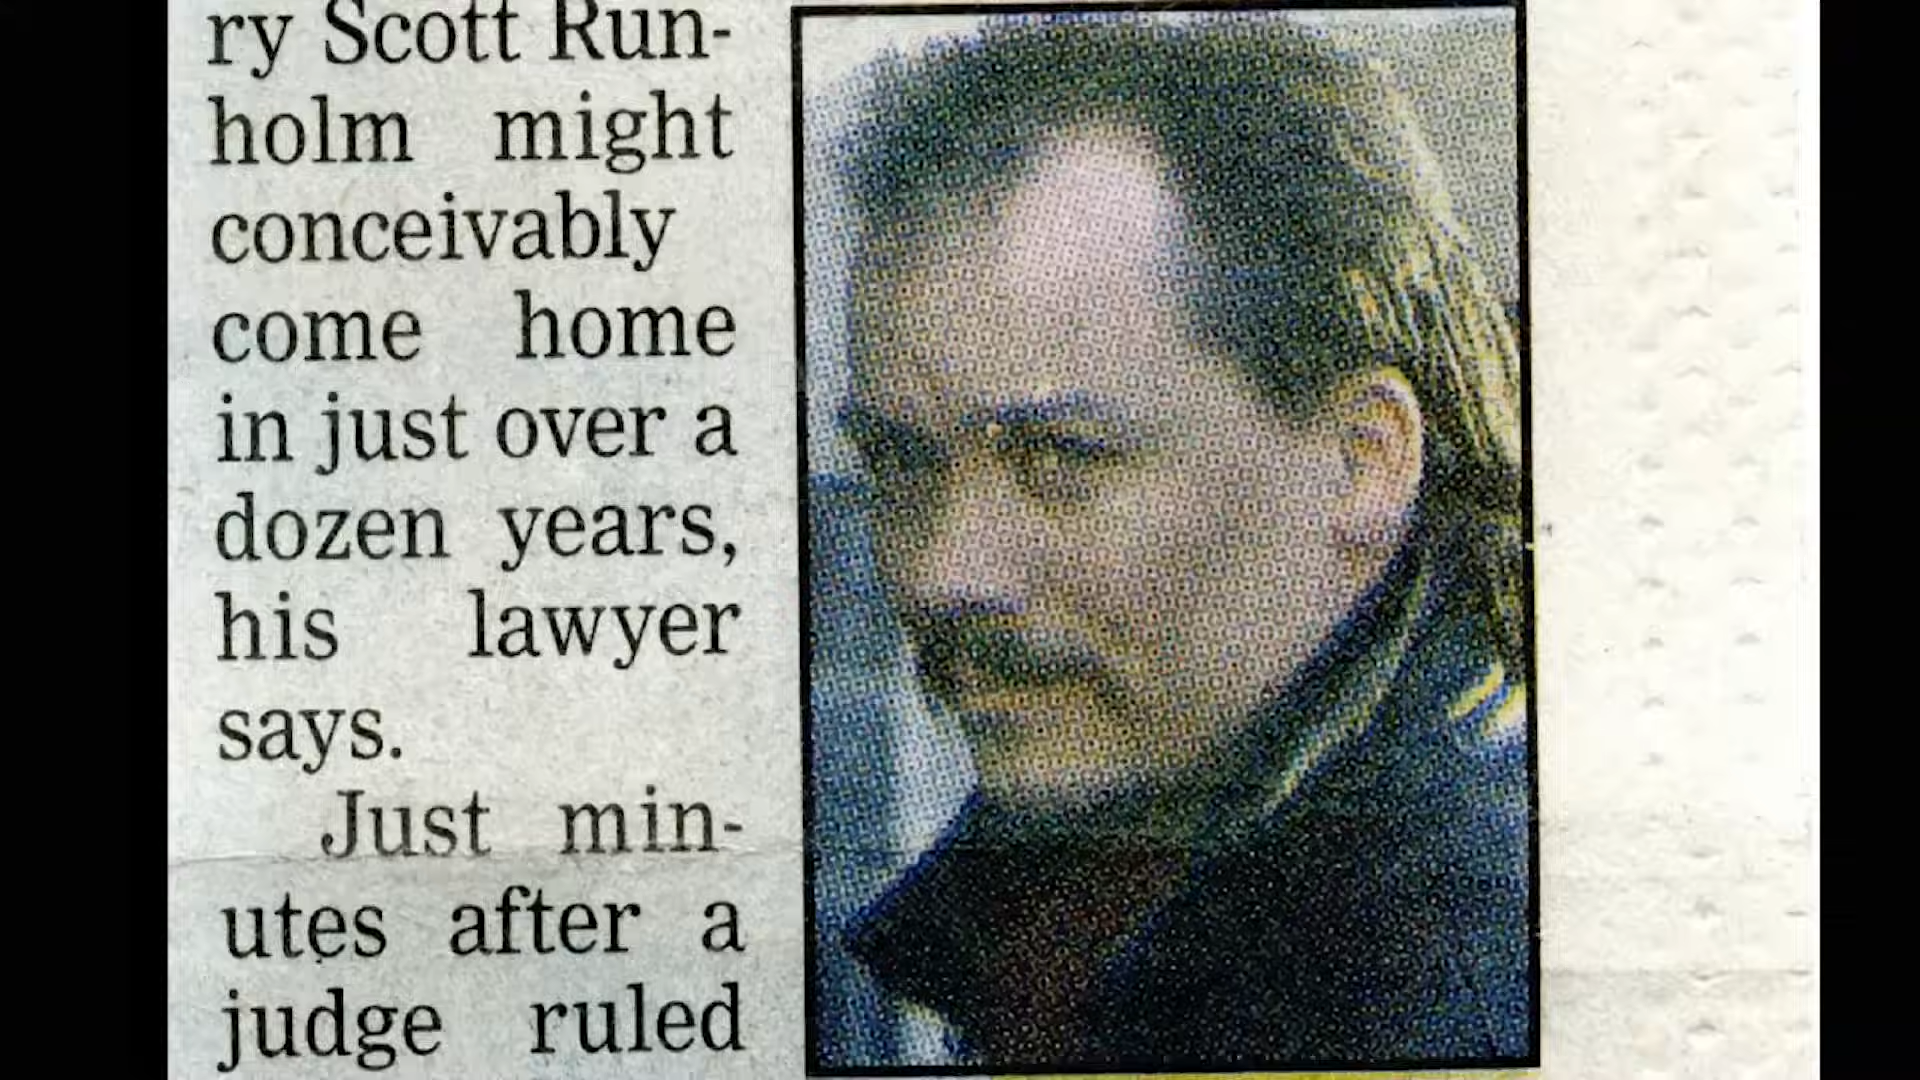 ry Scott Run-
holm might
conceivably
come home
in just over a
dozen years,
his lawyer
says.
Just min-
utes after a
judge ruled